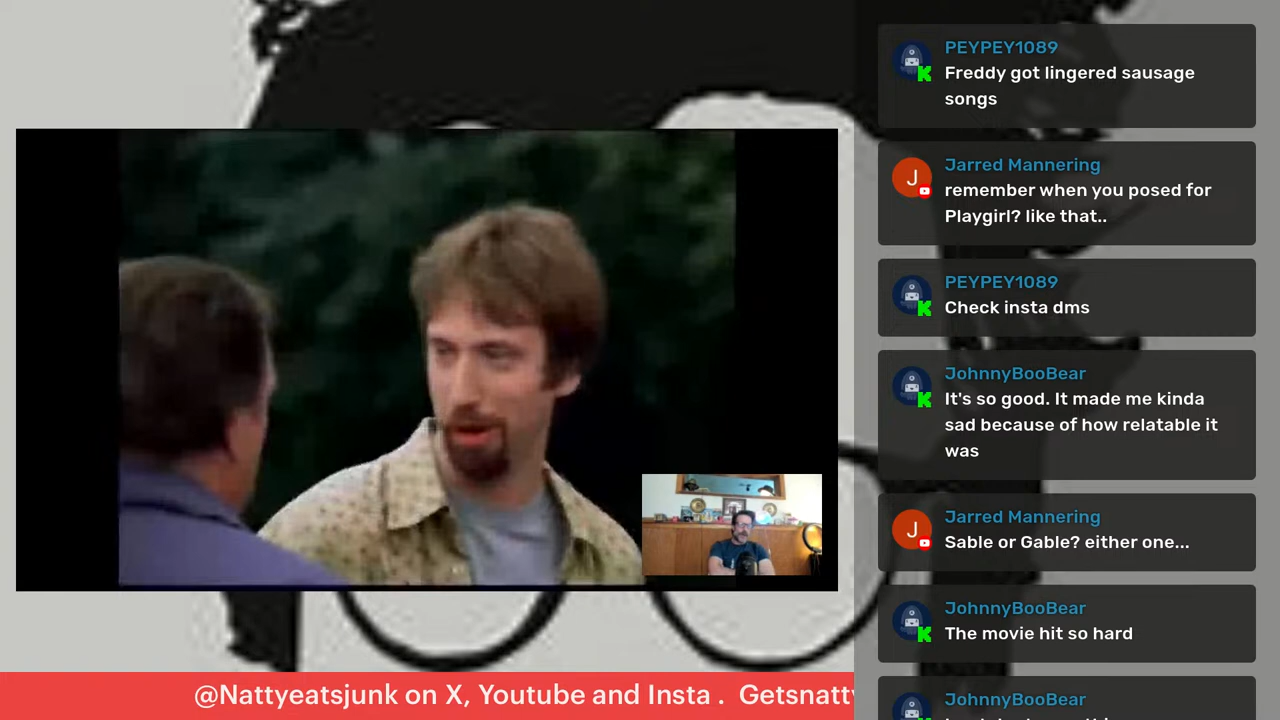 PEYPEY1089
Freddy got lingered sausage
songs
J
Jarred Mannering
remember when you posed for
Playgirl? like that..
PEYPEY1089
Check insta dms
JohnnyBooBear
It's so good. It made me kinda
sad because of how relatable it
was
J
Jarred Mannering
Sable or Gable? either one...
JohnnyBooBear
The movie hit so hard
JohnnyBooBear
@Nattyeatsjunk on X, Youtube and Insta . Getsnatty